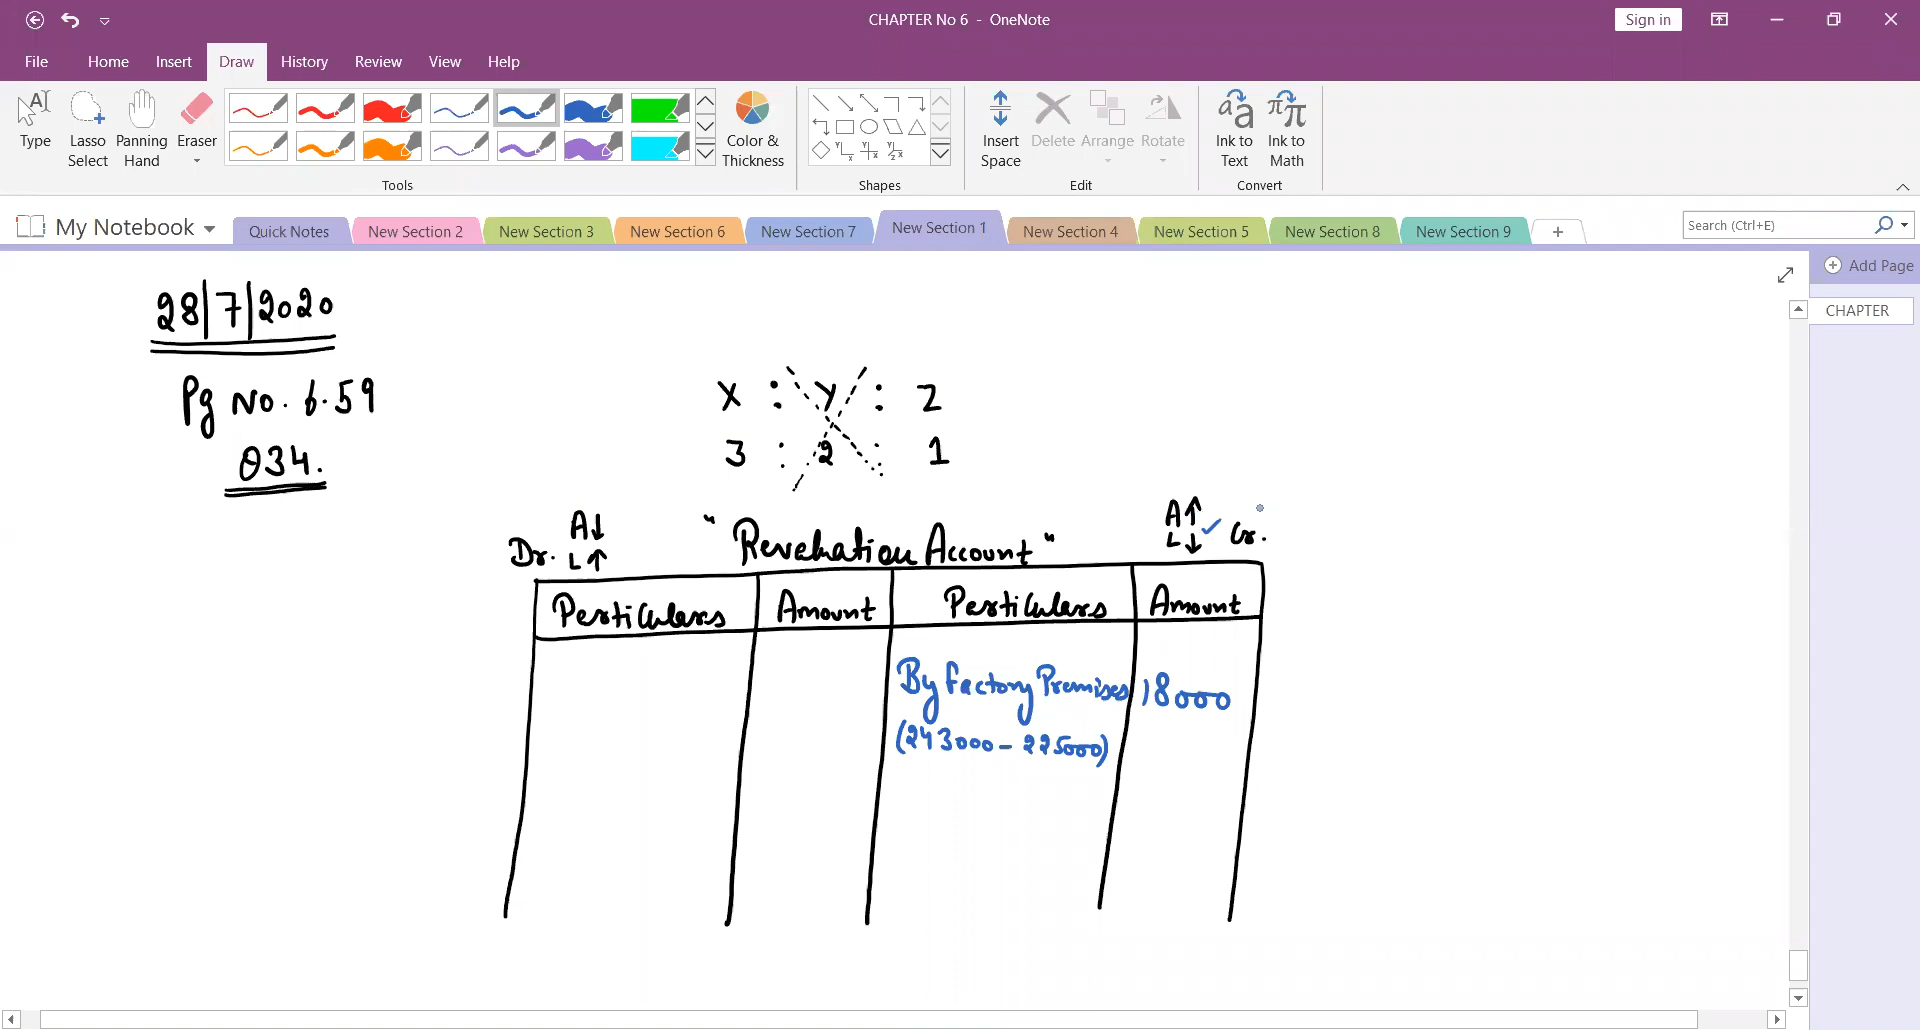 CHAPTER No 6 - OneNote
Sign in
File Home Insert Draw History Review View Help
Type
Lasso Select
Panning Hand
Eraser
Color & Thickness
Insert Space
Delete
Arrange
Rotate
Ink to Text
Ink to Math
Tools Shapes Edit Convert
My Notebook
Quick Notes New Section 2 New Section 3 New Section 6 New Section 7 New Section 1 New Section 4 New Section 5 New Section 8 New Section 9
Search (Ctrl+E)
Add Page
CHAPTER
28|7|2020
Pg No. 6.59
Q34.
X : Y : Z
3 : 2 : 1
Dr. A↓ L↑
"Revaluation Account"
A↑ L↓ ✓ Cr.
Particulars Amount Particulars Amount
By Factory Premises 18000
(243000 - 225000)